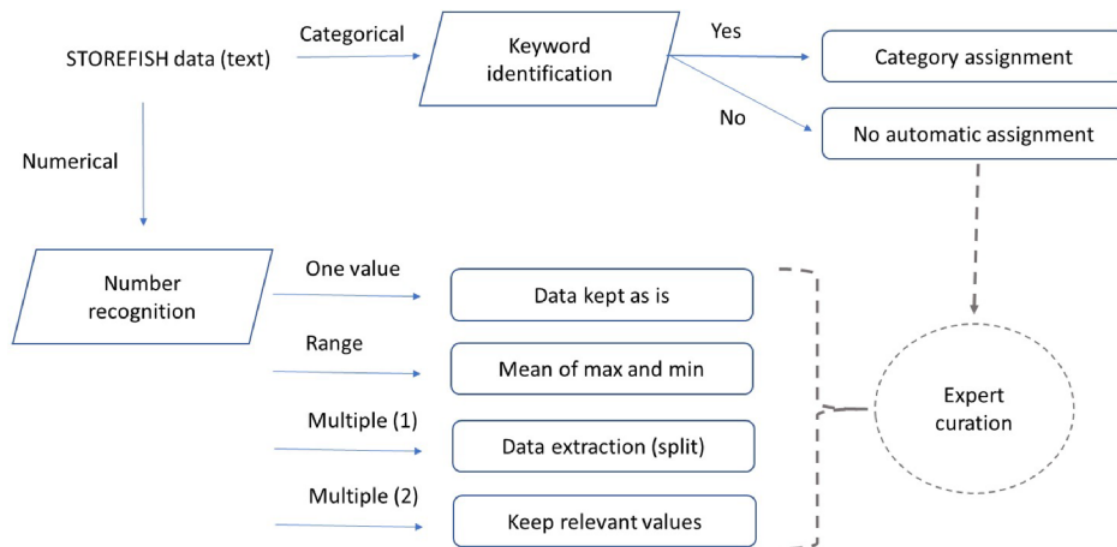 Categorical
Keyword
identification
Yes
Category assignment
STOREFISH data (text)
No
No automatic assignment
Numerical
Number
recognition
One value
Data kept as is
Range
Mean of max and min
Multiple (1)
Data extraction (split)
Multiple (2)
Keep relevant values
Expert
curation